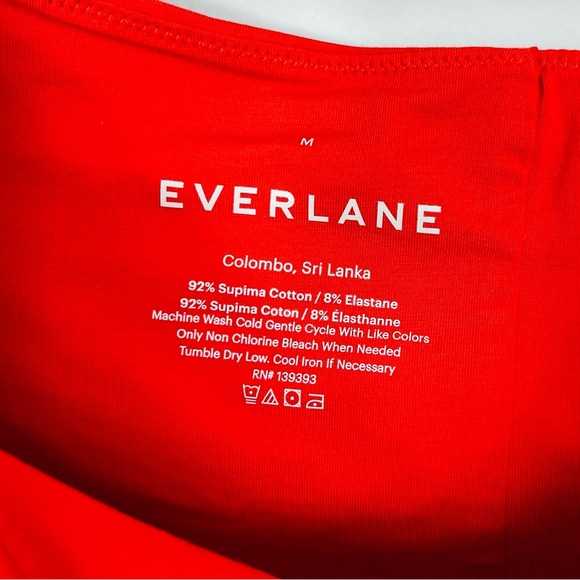 M
EVERLANE
Colombo, Sri Lanka
92% Supima Cotton / 8% Elastane
92% Supima Coton / 8% Élasthanne
Machine Wash Cold Gentle Cycle With Like Colors
Only Non Chlorine Bleach When Needed
Tumble Dry Low. Cool Iron If Necessary
RN# 139393